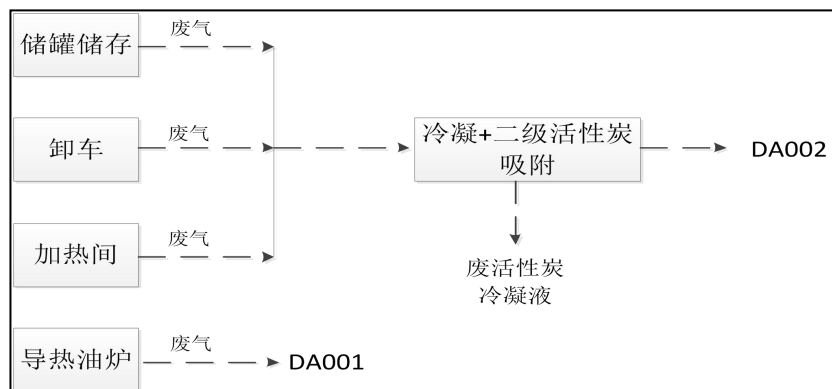 储罐储存
废气
卸车
废气
冷凝+二级活性炭
吸附
DA002
加热间
废气
废活性炭
冷凝液
导热油炉
废气
DA001